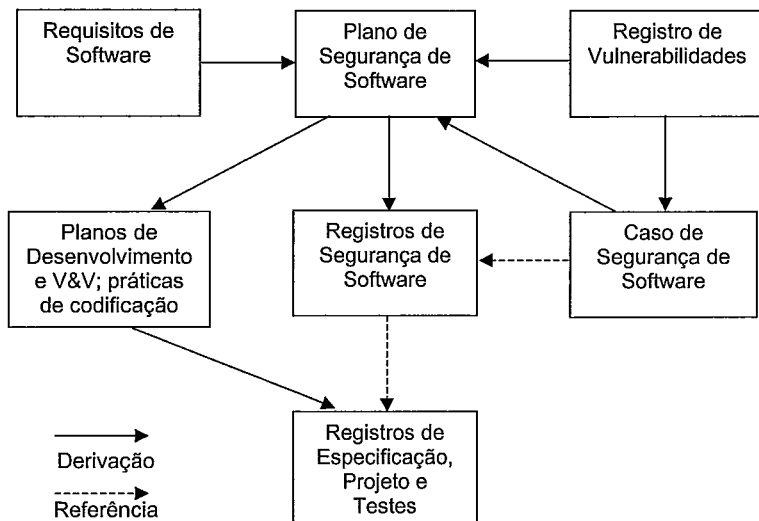 Requisitos de
Software
Plano de
Segurança de
Software
Registro de
Vulnerabilidades
Planos de
Desenvolvimento
e V&V; práticas
de codificação
Registros de
Segurança de
Software
Caso de
Segurança de
Software
Registros de
Especificação,
Projeto e
Testes
Derivação
Referência